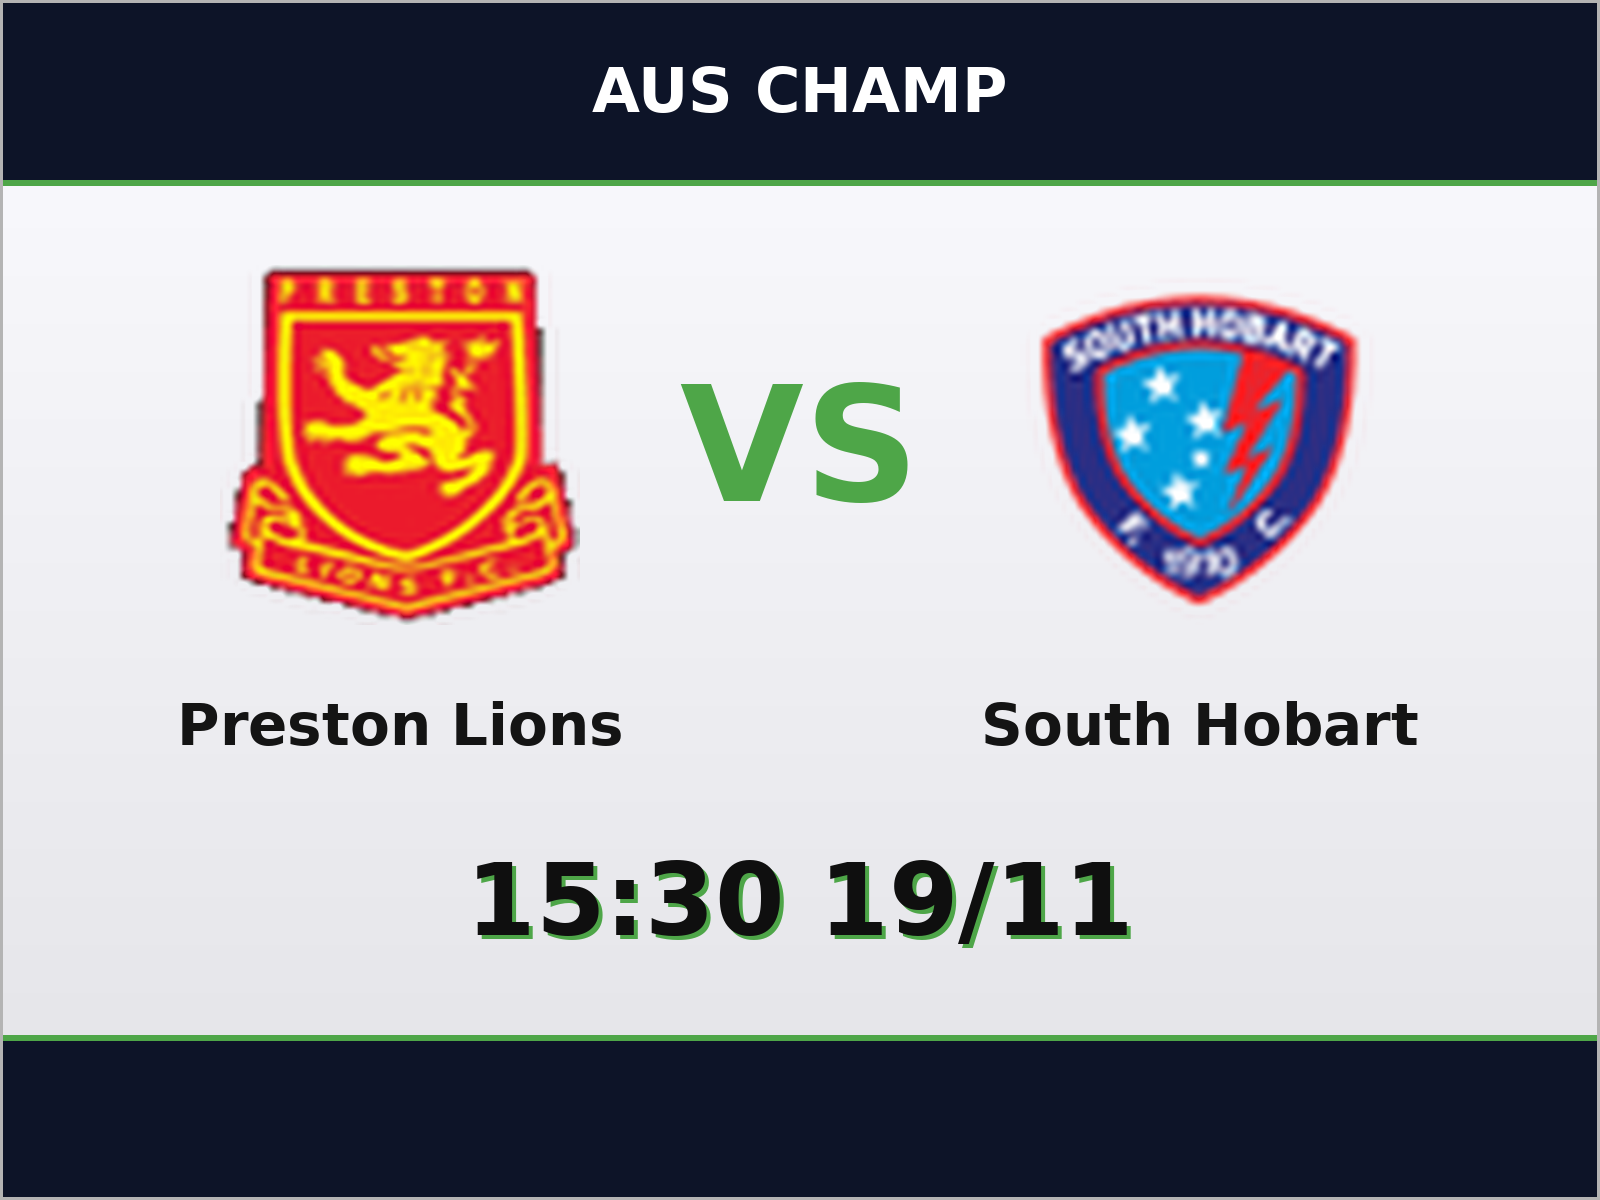 AUS CHAMP
PRESTON
LIONS F.C.
VS
SOUTH HOBART
F. C
1910
Preston Lions
South Hobart
15:30 19/11